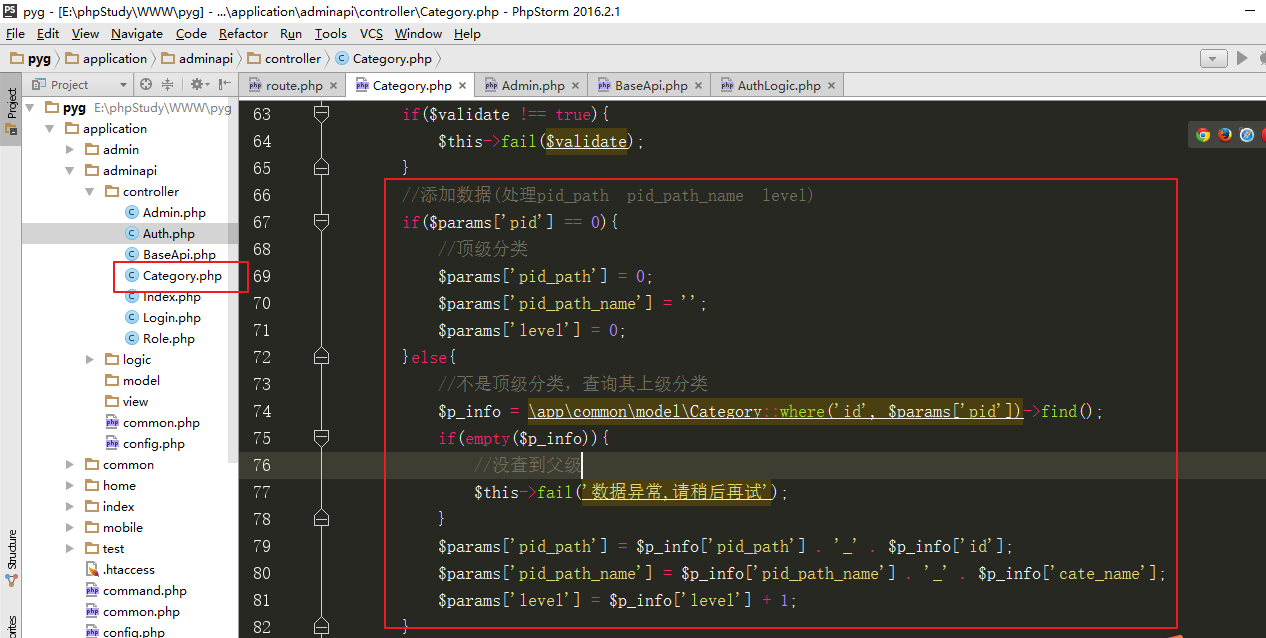 pyg - [E:\phpStudy\WWW\pyg] - ...\application\adminapi\controller\Category.php - PhpStorm 2016.2.1
File Edit View Navigate Code Refactor Run Tools VCS Window Help
pyg application adminapi controller Category.php
Project
route.php Category.php Admin.php BaseApi.php AuthLogic.php
Project
pyg E:\phpStudy\WWW\pyg
application
admin
adminapi
controller
Admin.php
Auth.php
BaseApi.php
Category.php
Index.php
Login.php
Role.php
logic
model
view
common.php
config.php
common
home
index
mobile
test
.htaccess
command.php
common.php
config.php
Structure
63 if($validate !== true){
64 $this->fail($validate);
65 }
66 //添加数据(处理pid_path pid_path_name level)
67 if($params['pid'] == 0){
68 //顶级分类
69 $params['pid_path'] = 0;
70 $params['pid_path_name'] = '';
71 $params['level'] = 0;
72 }else{
73 //不是顶级分类，查询其上级分类
74 $p_info = \app\common\model\Category::where('id', $params['pid'])->find();
75 if(empty($p_info)){
76 //没查到父级
77 $this->fail('数据异常,请稍后再试');
78 }
79 $params['pid_path'] = $p_info['pid_path'] . '_' . $p_info['id'];
80 $params['pid_path_name'] = $p_info['pid_path_name'] . '_' . $p_info['cate_name'];
81 $params['level'] = $p_info['level'] + 1;
82 }